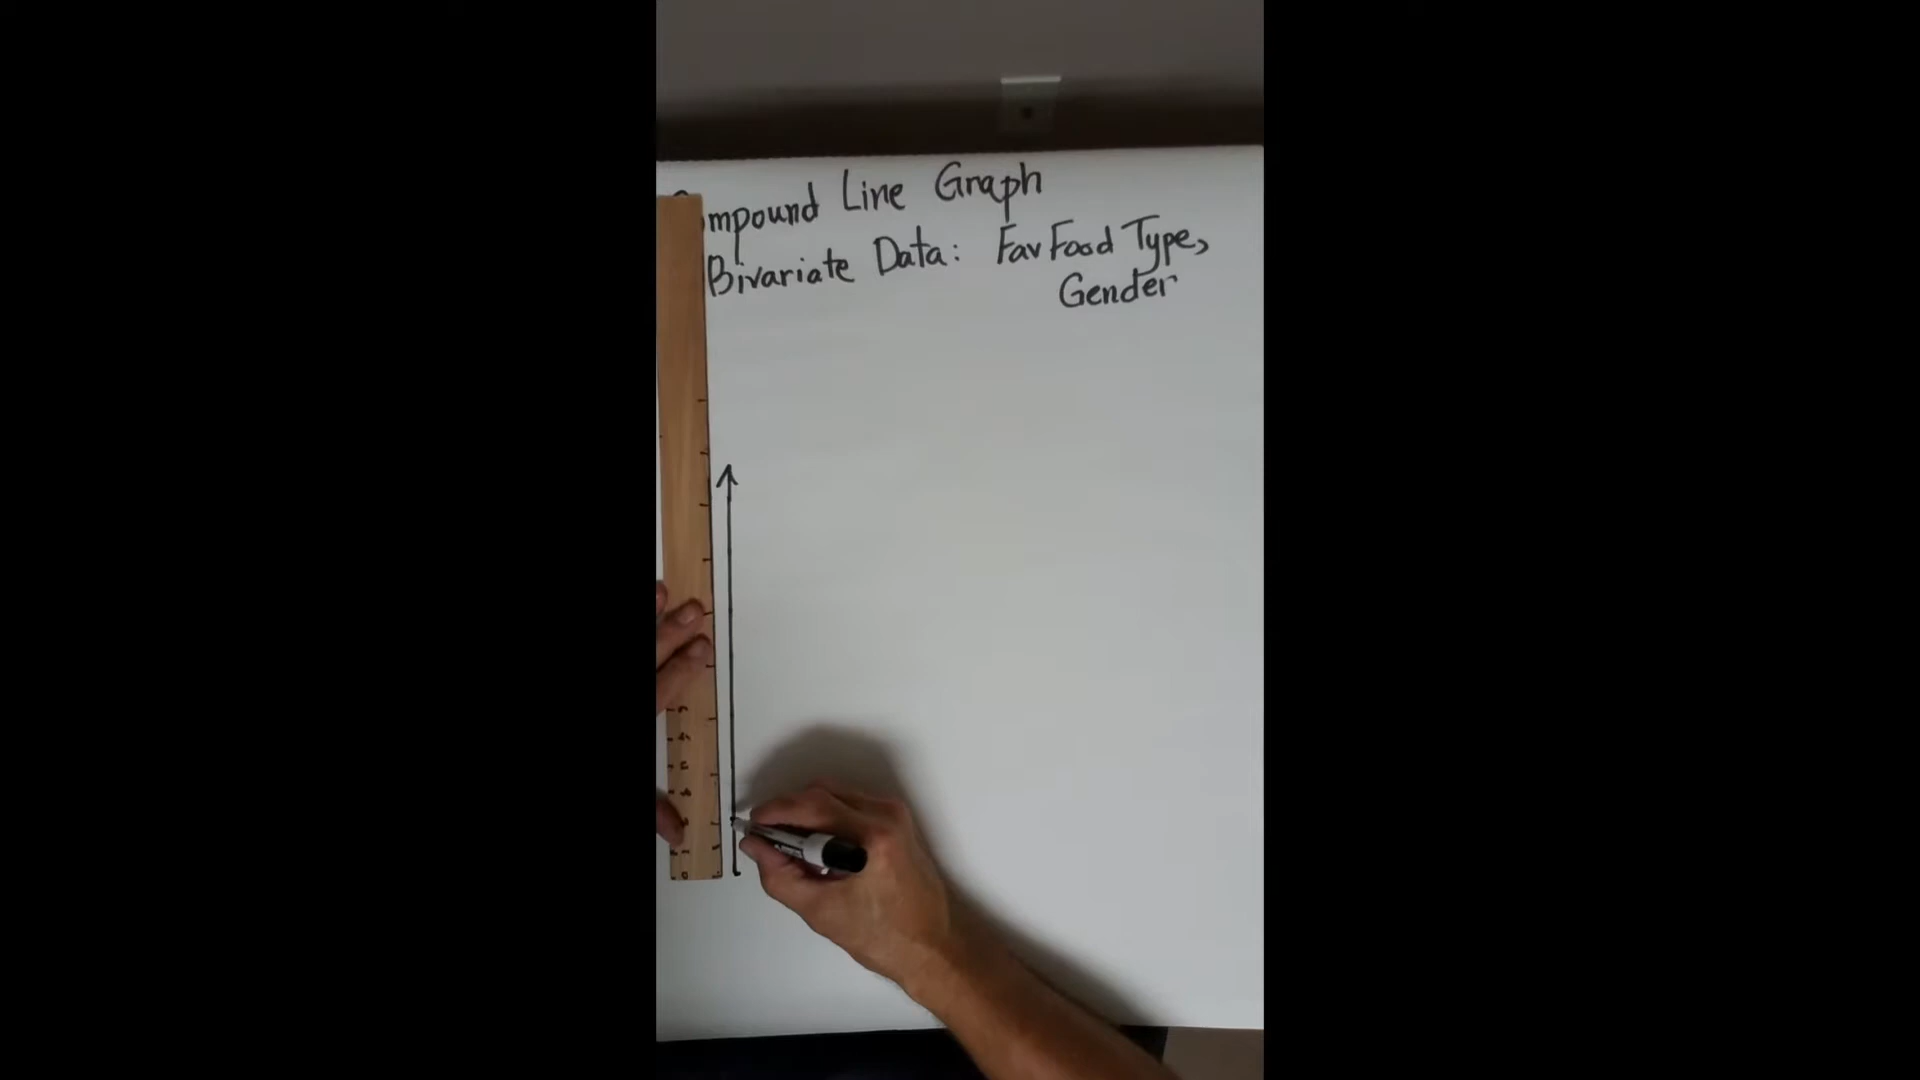 mpound Line Graph
Bivariate Data: Fav Food Type,
Gender